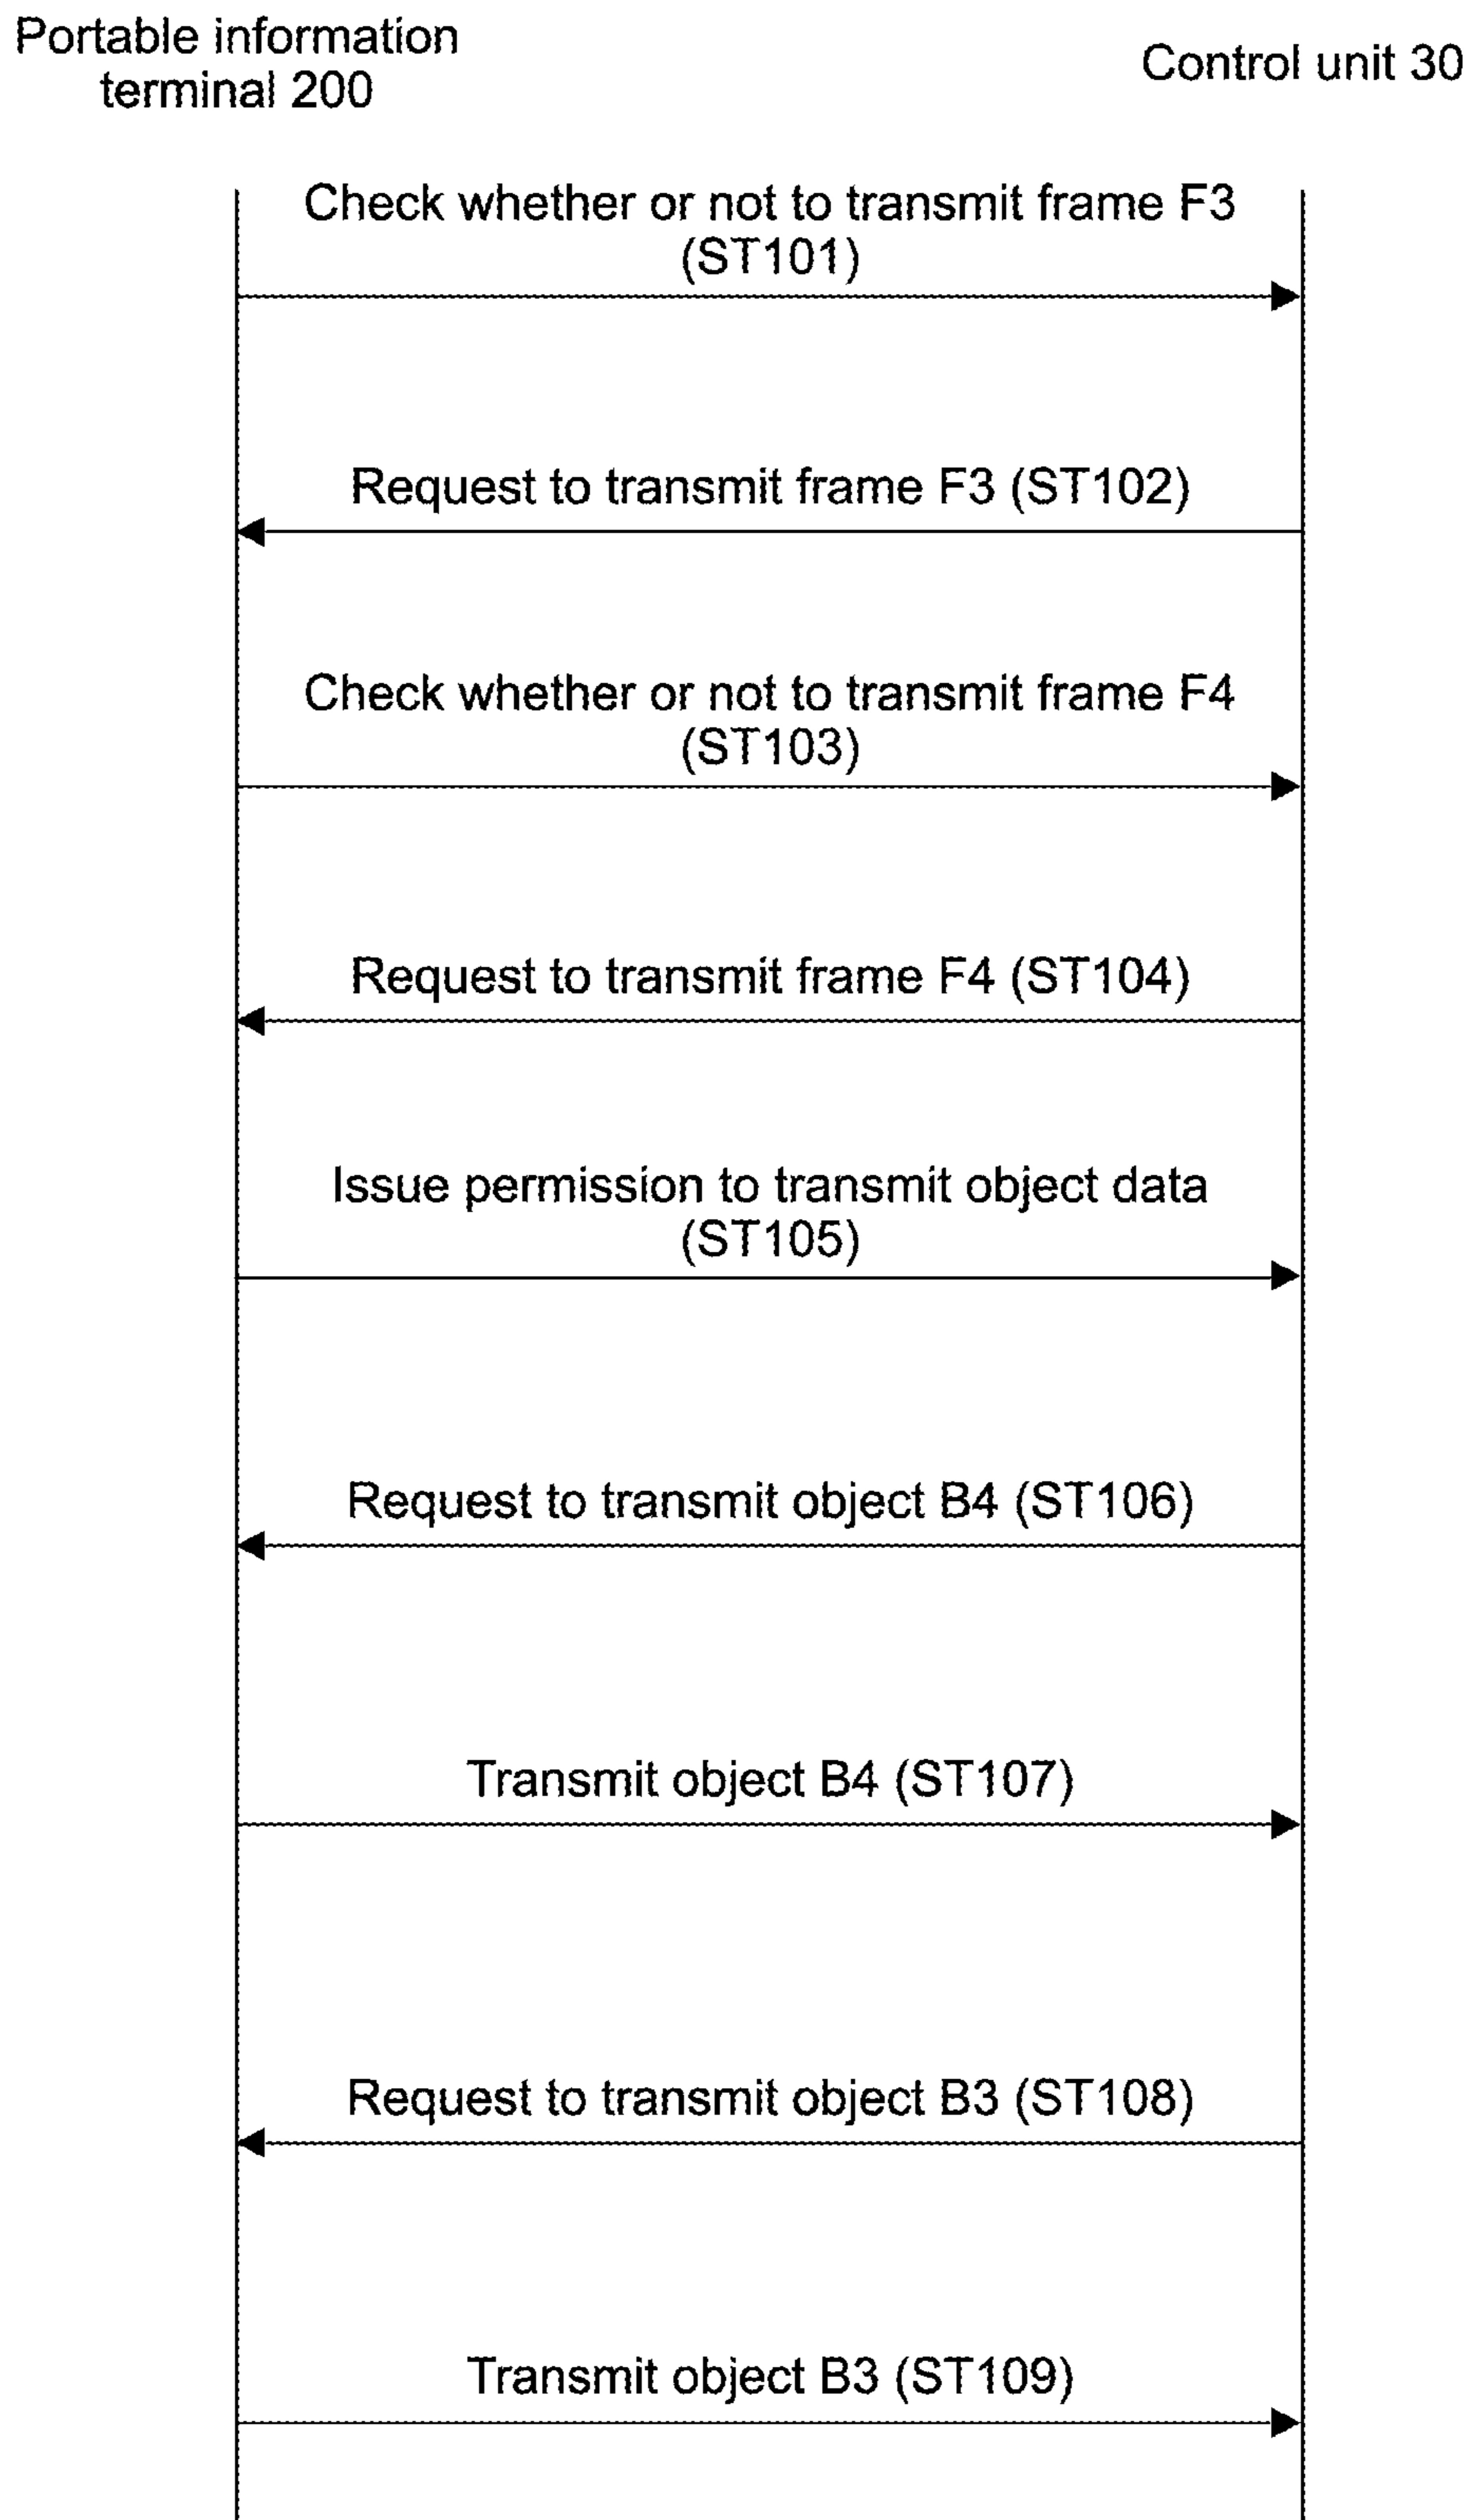 Portable information
terminal 200
Control unit 30
Check whether or not to transmit frame F3
(ST101)
Request to transmit frame F3 (ST102)
Check whether or not to transmit frame F4
(ST103)
Request to transmit frame F4 (ST104)
Issue permission to transmit object data
(ST105)
Request to transmit object B4 (ST106)
Transmit object B4 (ST107)
Request to transmit object B3 (ST108)
Transmit object B3 (ST109)